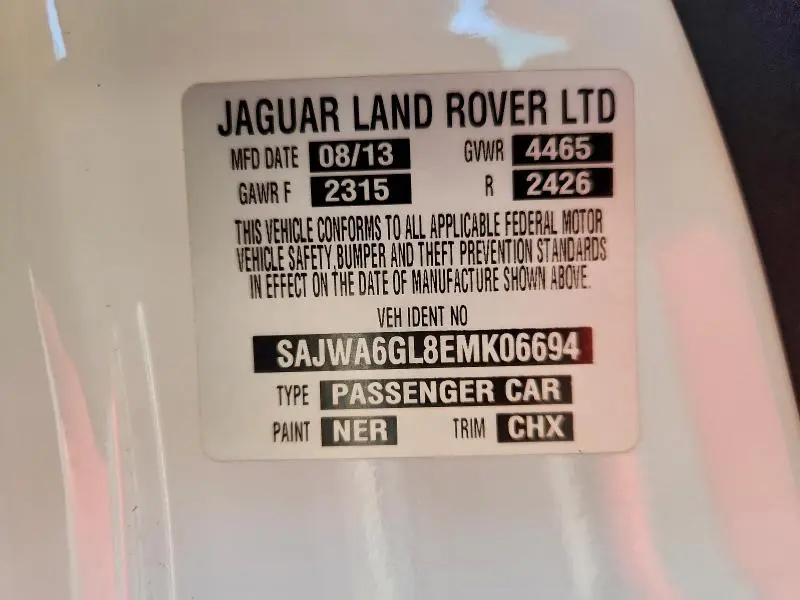 JAGUAR LAND ROVER LTD
MFD DATE 08/13 GVWR 4465
GAWR F 2315 R 2426
THIS VEHICLE CONFORMS TO ALL APPLICABLE FEDERAL MOTOR
VEHICLE SAFETY,BUMPER AND THEFT PREVENTION STANDARDS
IN EFFECT ON THE DATE OF MANUFACTURE SHOWN ABOVE.
VEH IDENT NO
SAJWA6GL8EMK06694
TYPE PASSENGER CAR
PAINT NER TRIM CHX